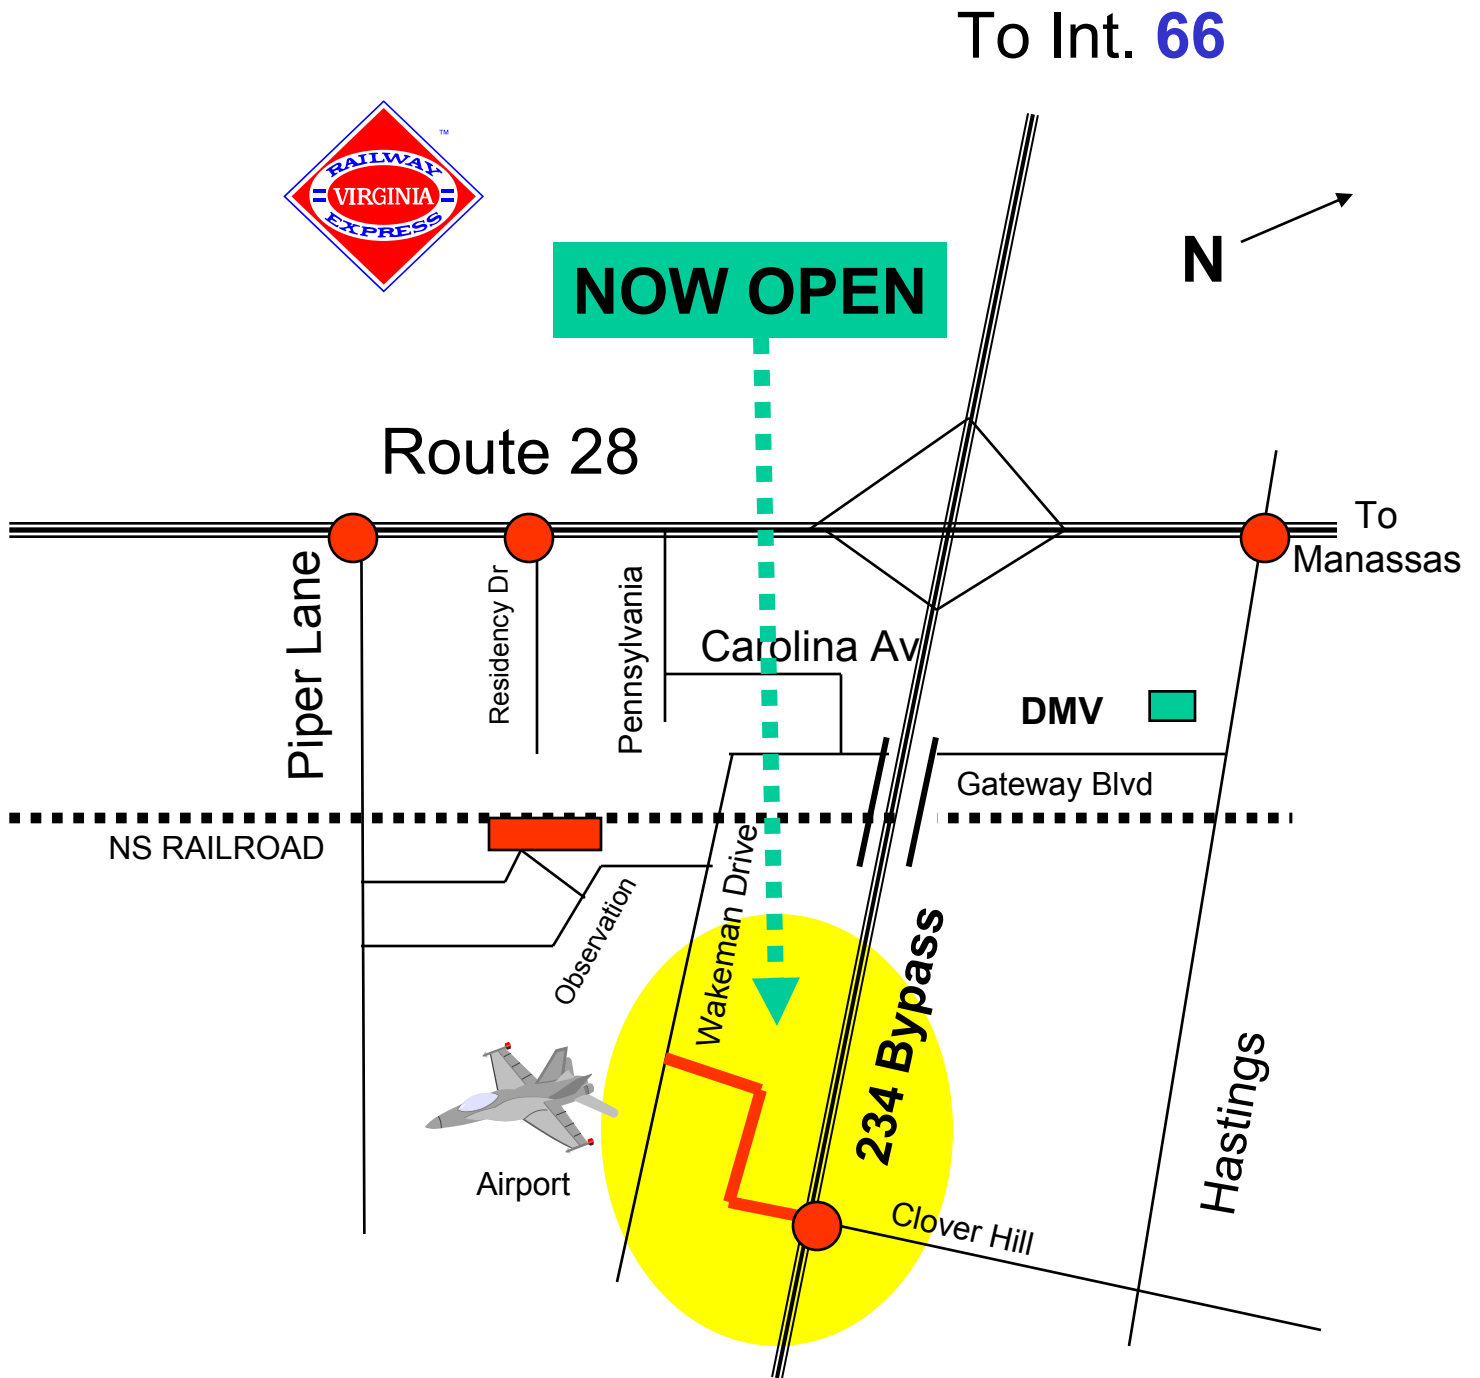 To Int. 66
™
RAILWAY
VIRGINIA
EXPRESS
N
NOW OPEN
Route 28
To
Manassas
Piper Lane
Residency Dr
Pennsylvania
Carolina Av
DMV
Gateway Blvd
NS RAILROAD
Wakeman Drive
Observation
234 Bypass
Airport
Hastings
Clover Hill